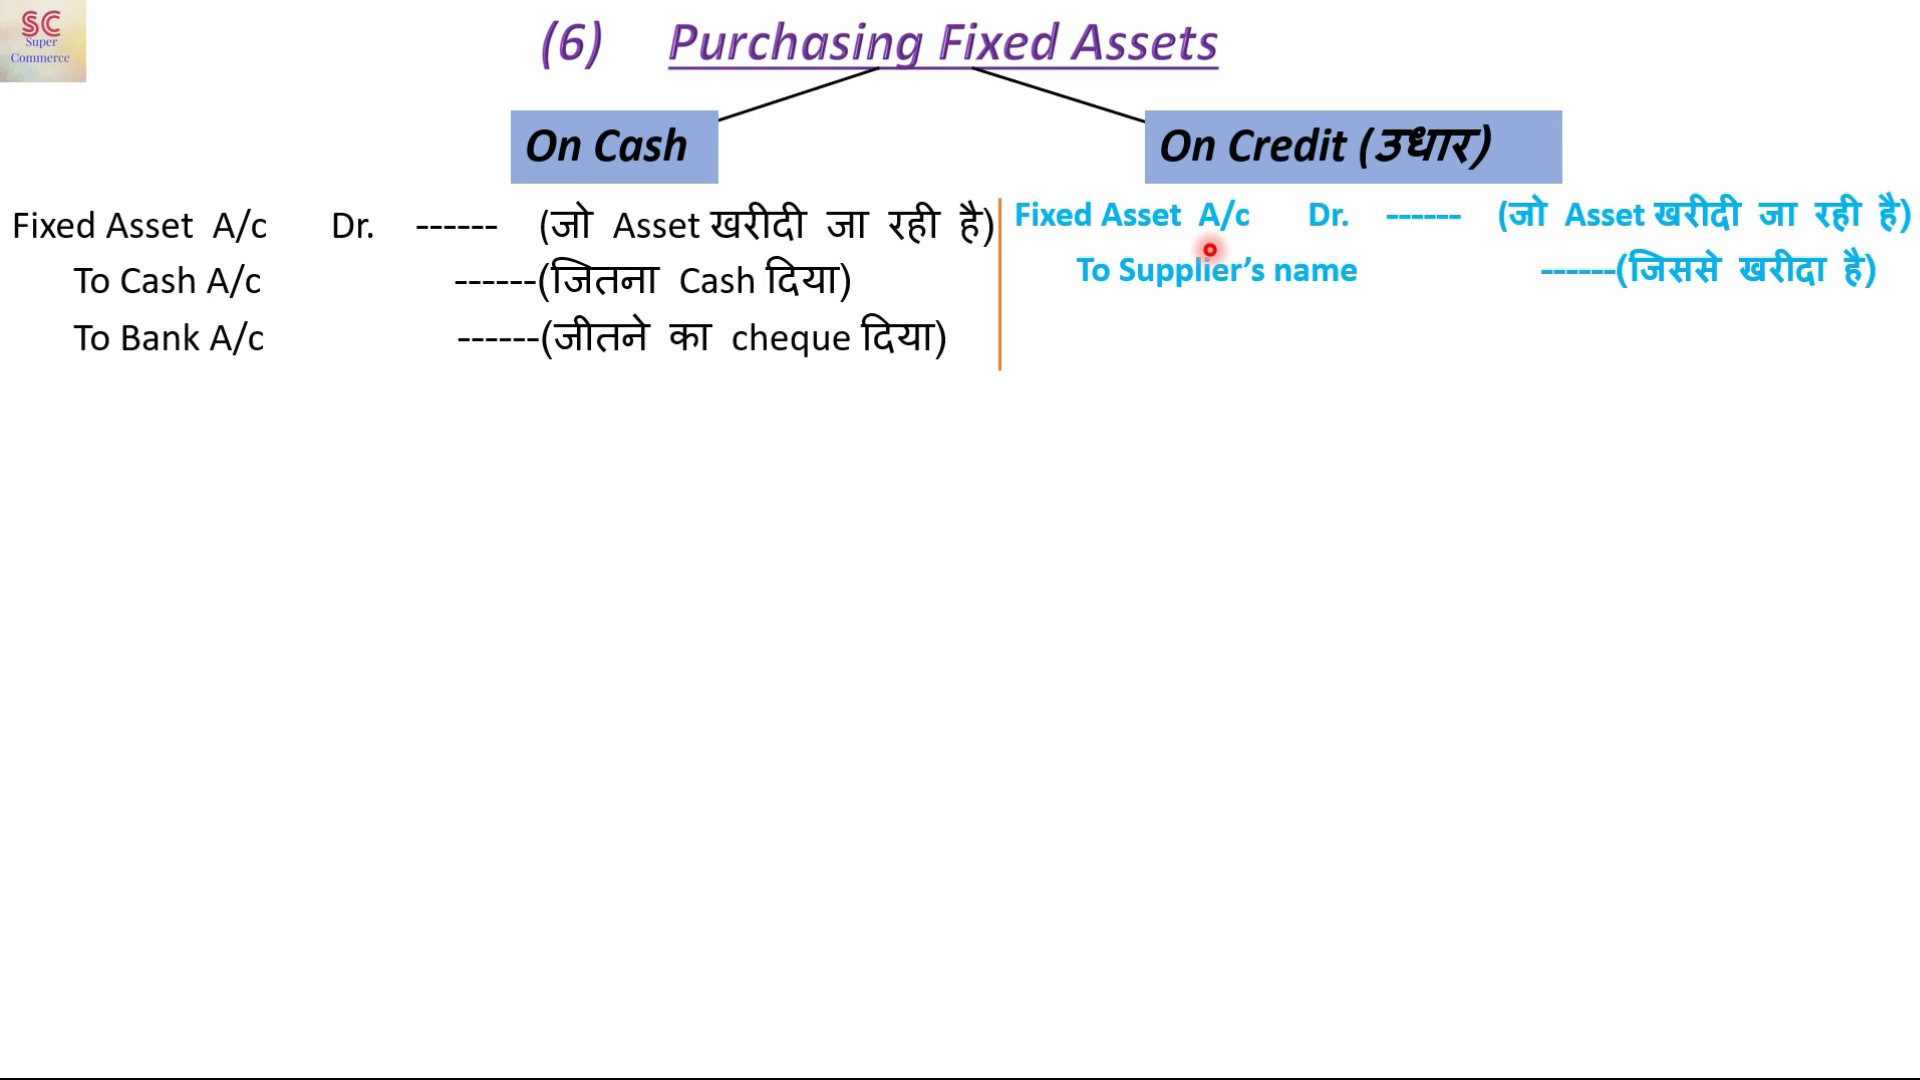 SC
Super
Commerce
(6) Purchasing Fixed Assets
On Cash
Fixed Asset A/c Dr. ------ (जो Asset खरीदी जा रही है)
To Cash A/c ------(जितना Cash दिया)
To Bank A/c ------(जीतने का cheque दिया)
On Credit (उधार)
Fixed Asset A/c Dr. ------ (जो Asset खरीदी जा रही है)
To Supplier’s name ------(जिससे खरीदा है)